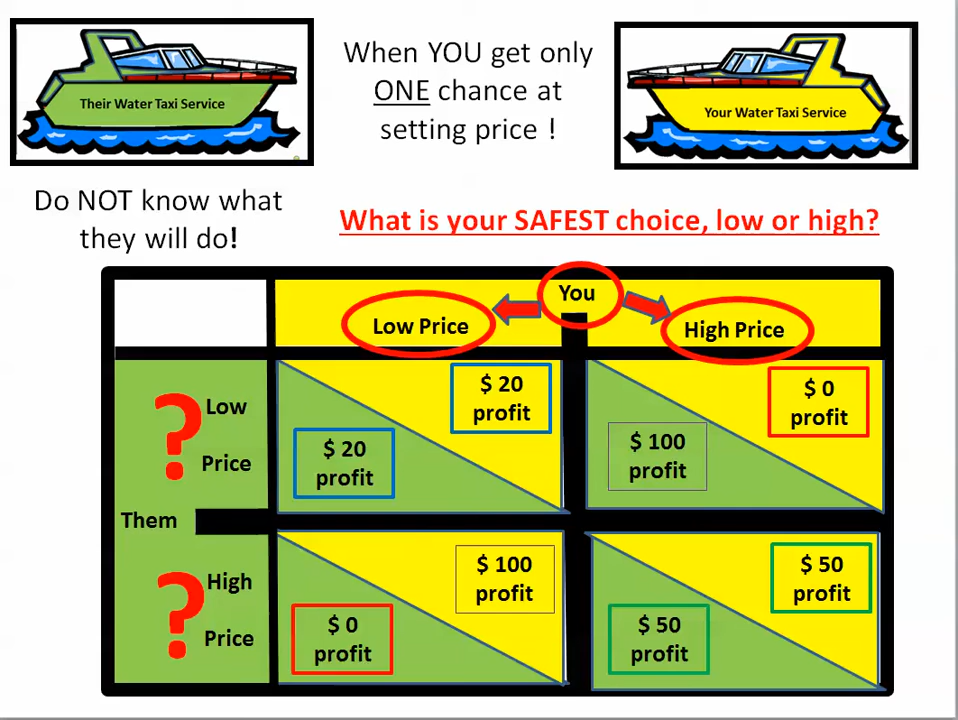 Their Water Taxi Service
When YOU get only
ONE chance at
setting price !
Your Water Taxi Service
Do NOT know what
they will do!
What is your SAFEST choice, low or high?
You
Low Price
High Price
?
Low
Price
$ 20
profit
$ 20
profit
$ 0
profit
$ 100
profit
Them
?
High
Price
$ 100
profit
$ 0
profit
$ 50
profit
$ 50
profit